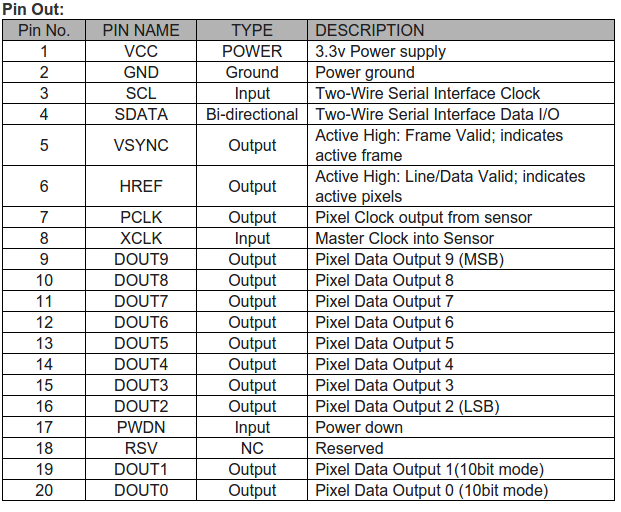 Pin Out:
Pin No. PIN NAME TYPE DESCRIPTION
1 VCC POWER 3.3v Power supply
2 GND Ground Power ground
3 SCL Input Two-Wire Serial Interface Clock
4 SDATA Bi-directional Two-Wire Serial Interface Data I/O
5 VSYNC Output Active High: Frame Valid; indicates
active frame
6 HREF Output Active High: Line/Data Valid; indicates
active pixels
7 PCLK Output Pixel Clock output from sensor
8 XCLK Input Master Clock into Sensor
9 DOUT9 Output Pixel Data Output 9 (MSB)
10 DOUT8 Output Pixel Data Output 8
11 DOUT7 Output Pixel Data Output 7
12 DOUT6 Output Pixel Data Output 6
13 DOUT5 Output Pixel Data Output 5
14 DOUT4 Output Pixel Data Output 4
15 DOUT3 Output Pixel Data Output 3
16 DOUT2 Output Pixel Data Output 2 (LSB)
17 PWDN Input Power down
18 RSV NC Reserved
19 DOUT1 Output Pixel Data Output 1(10bit mode)
20 DOUT0 Output Pixel Data Output 0 (10bit mode)